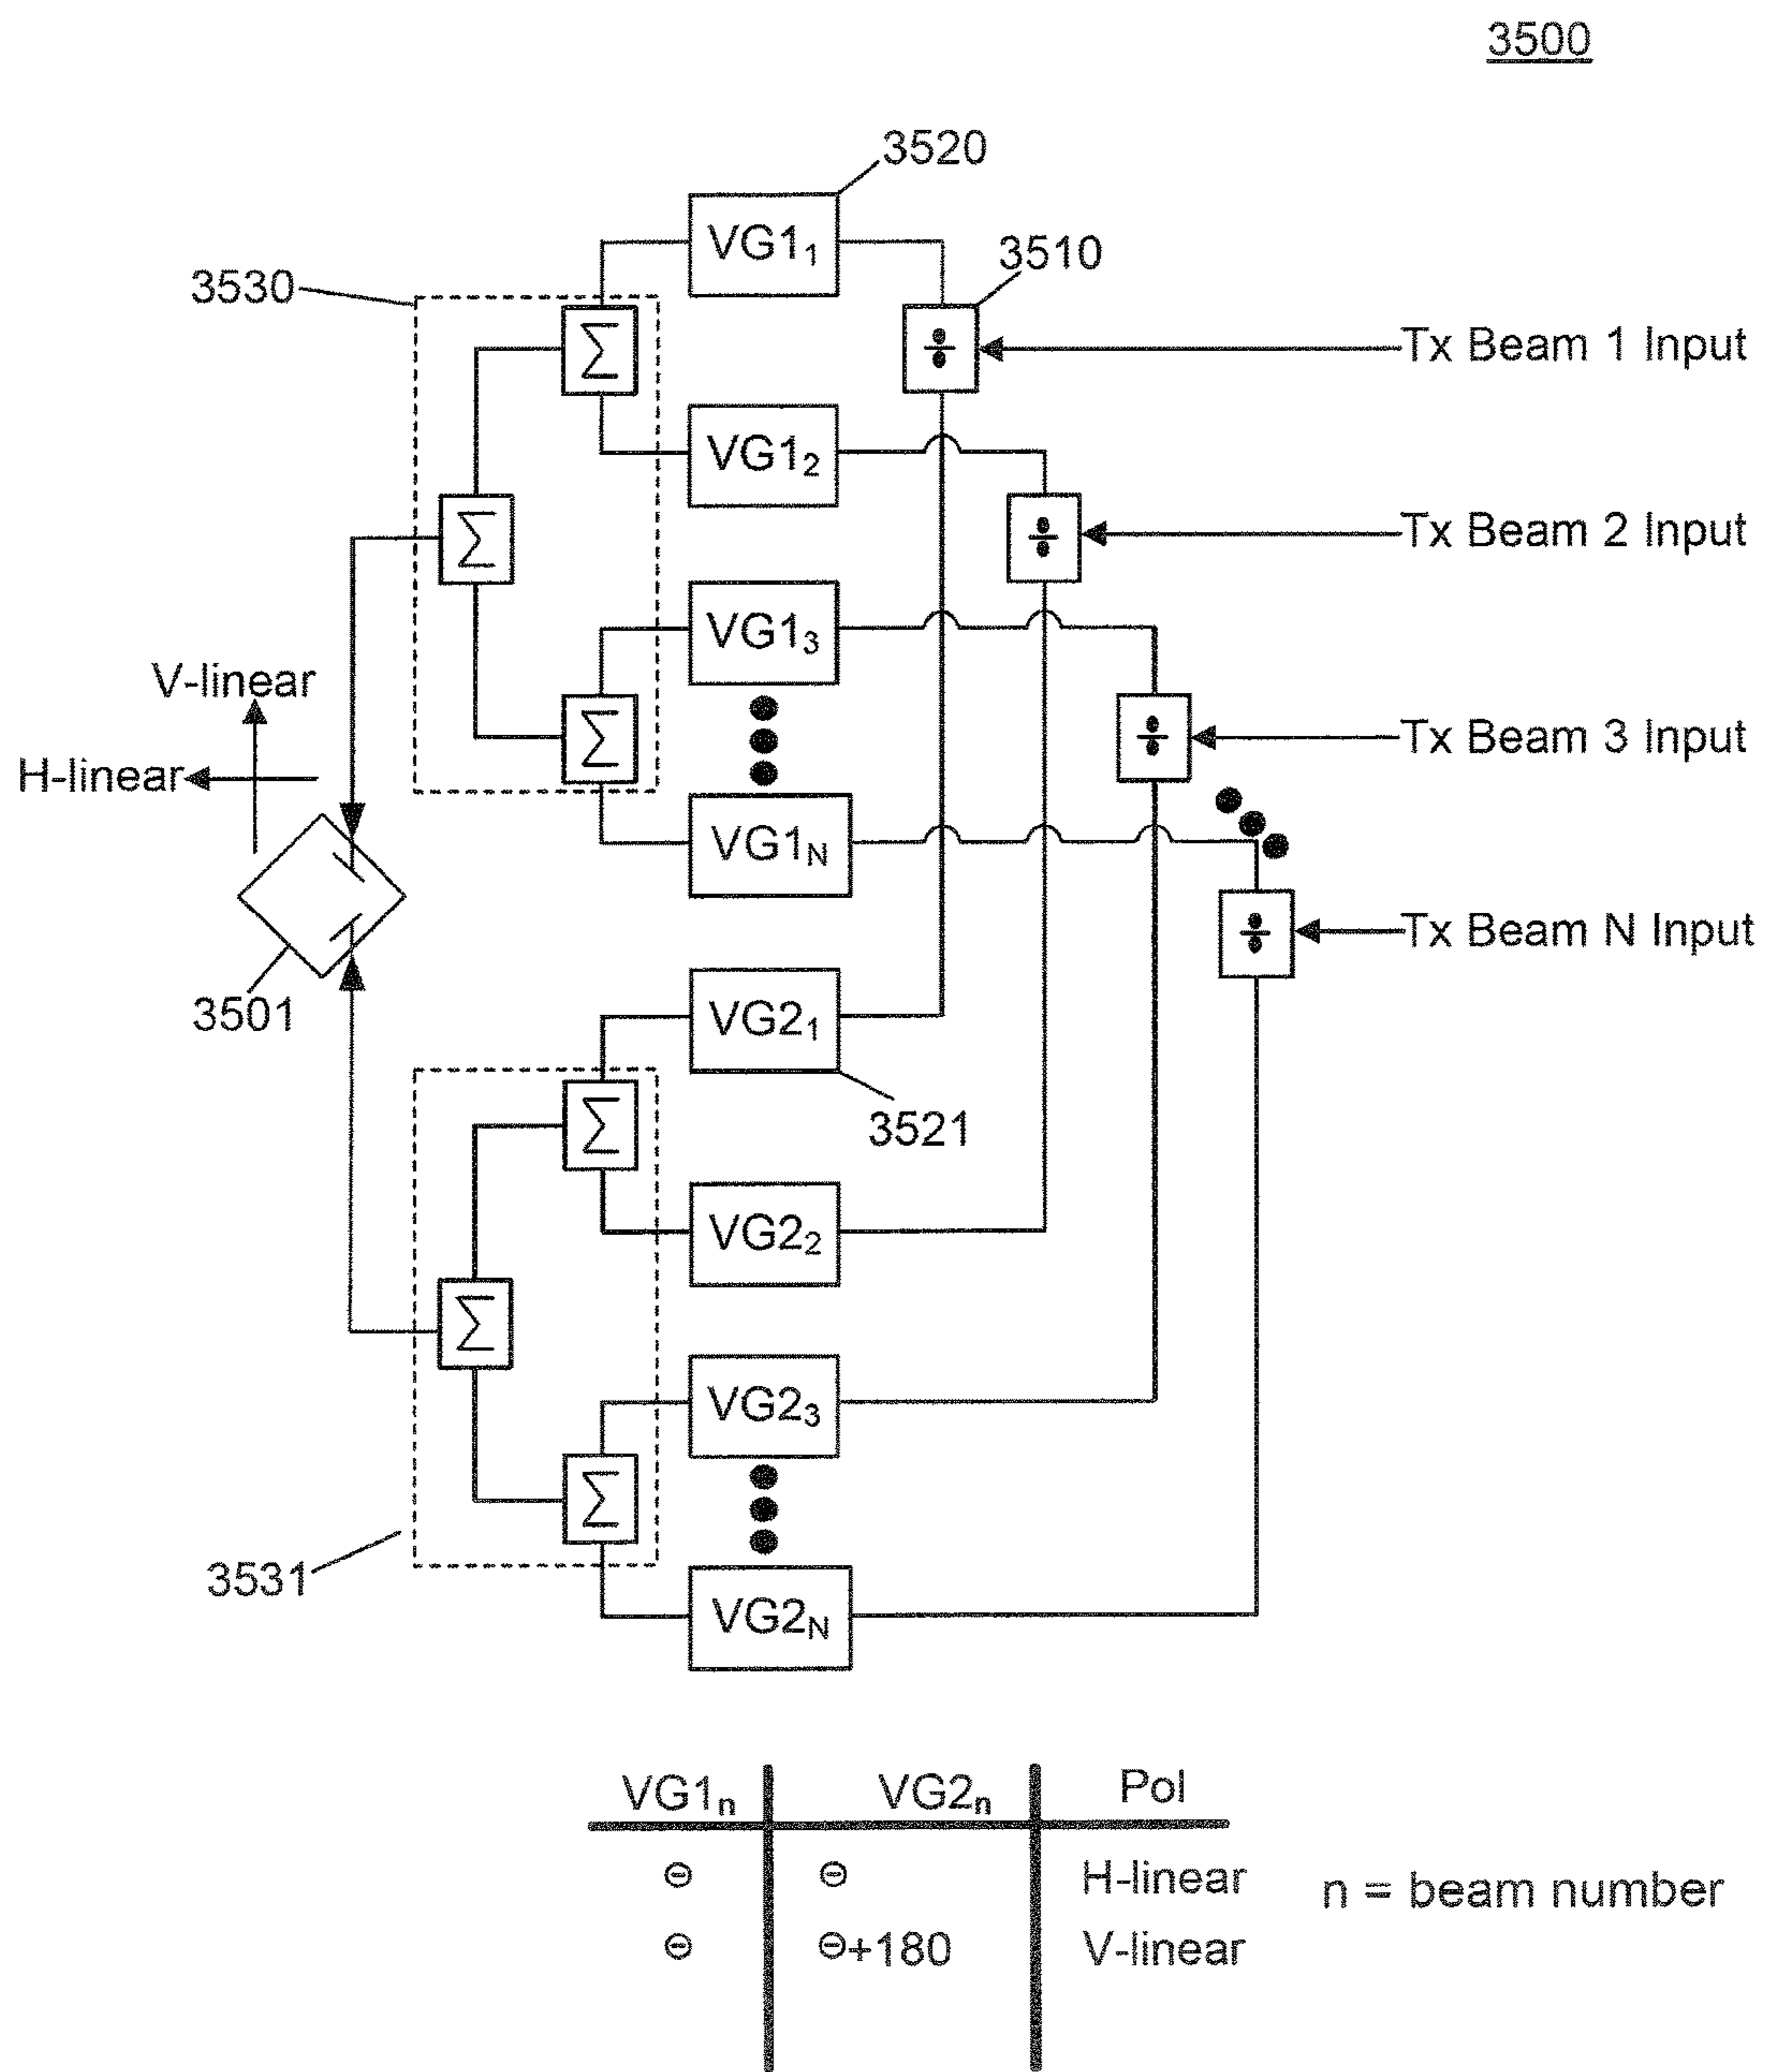 3500
3520
VG1₁
3510
3530
Σ
÷
Tx Beam 1 Input
VG1₂
Σ
÷
Tx Beam 2 Input
VG1₃
V-linear
Σ
÷
Tx Beam 3 Input
H-linear
VG1_N
÷
Tx Beam N Input
3501
VG2₁
Σ
3521
VG2₂
Σ
VG2₃
Σ
3531
VG2_N
VG1ₙ VG2ₙ Pol
Θ Θ H-linear
n = beam number
Θ Θ+180 V-linear